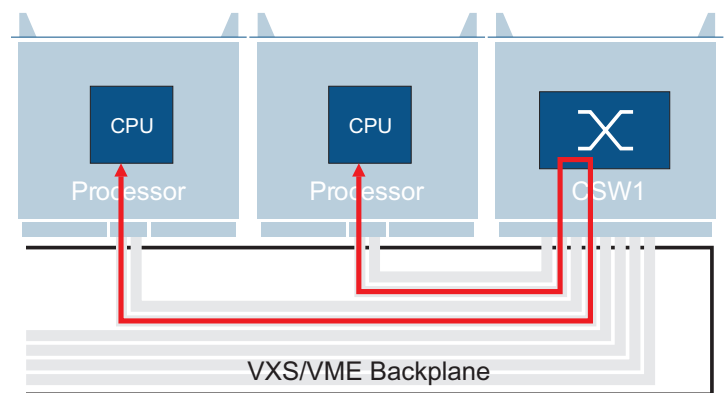 CPU
CPU
Processor
Processor
CSW1
VXS/VME Backplane